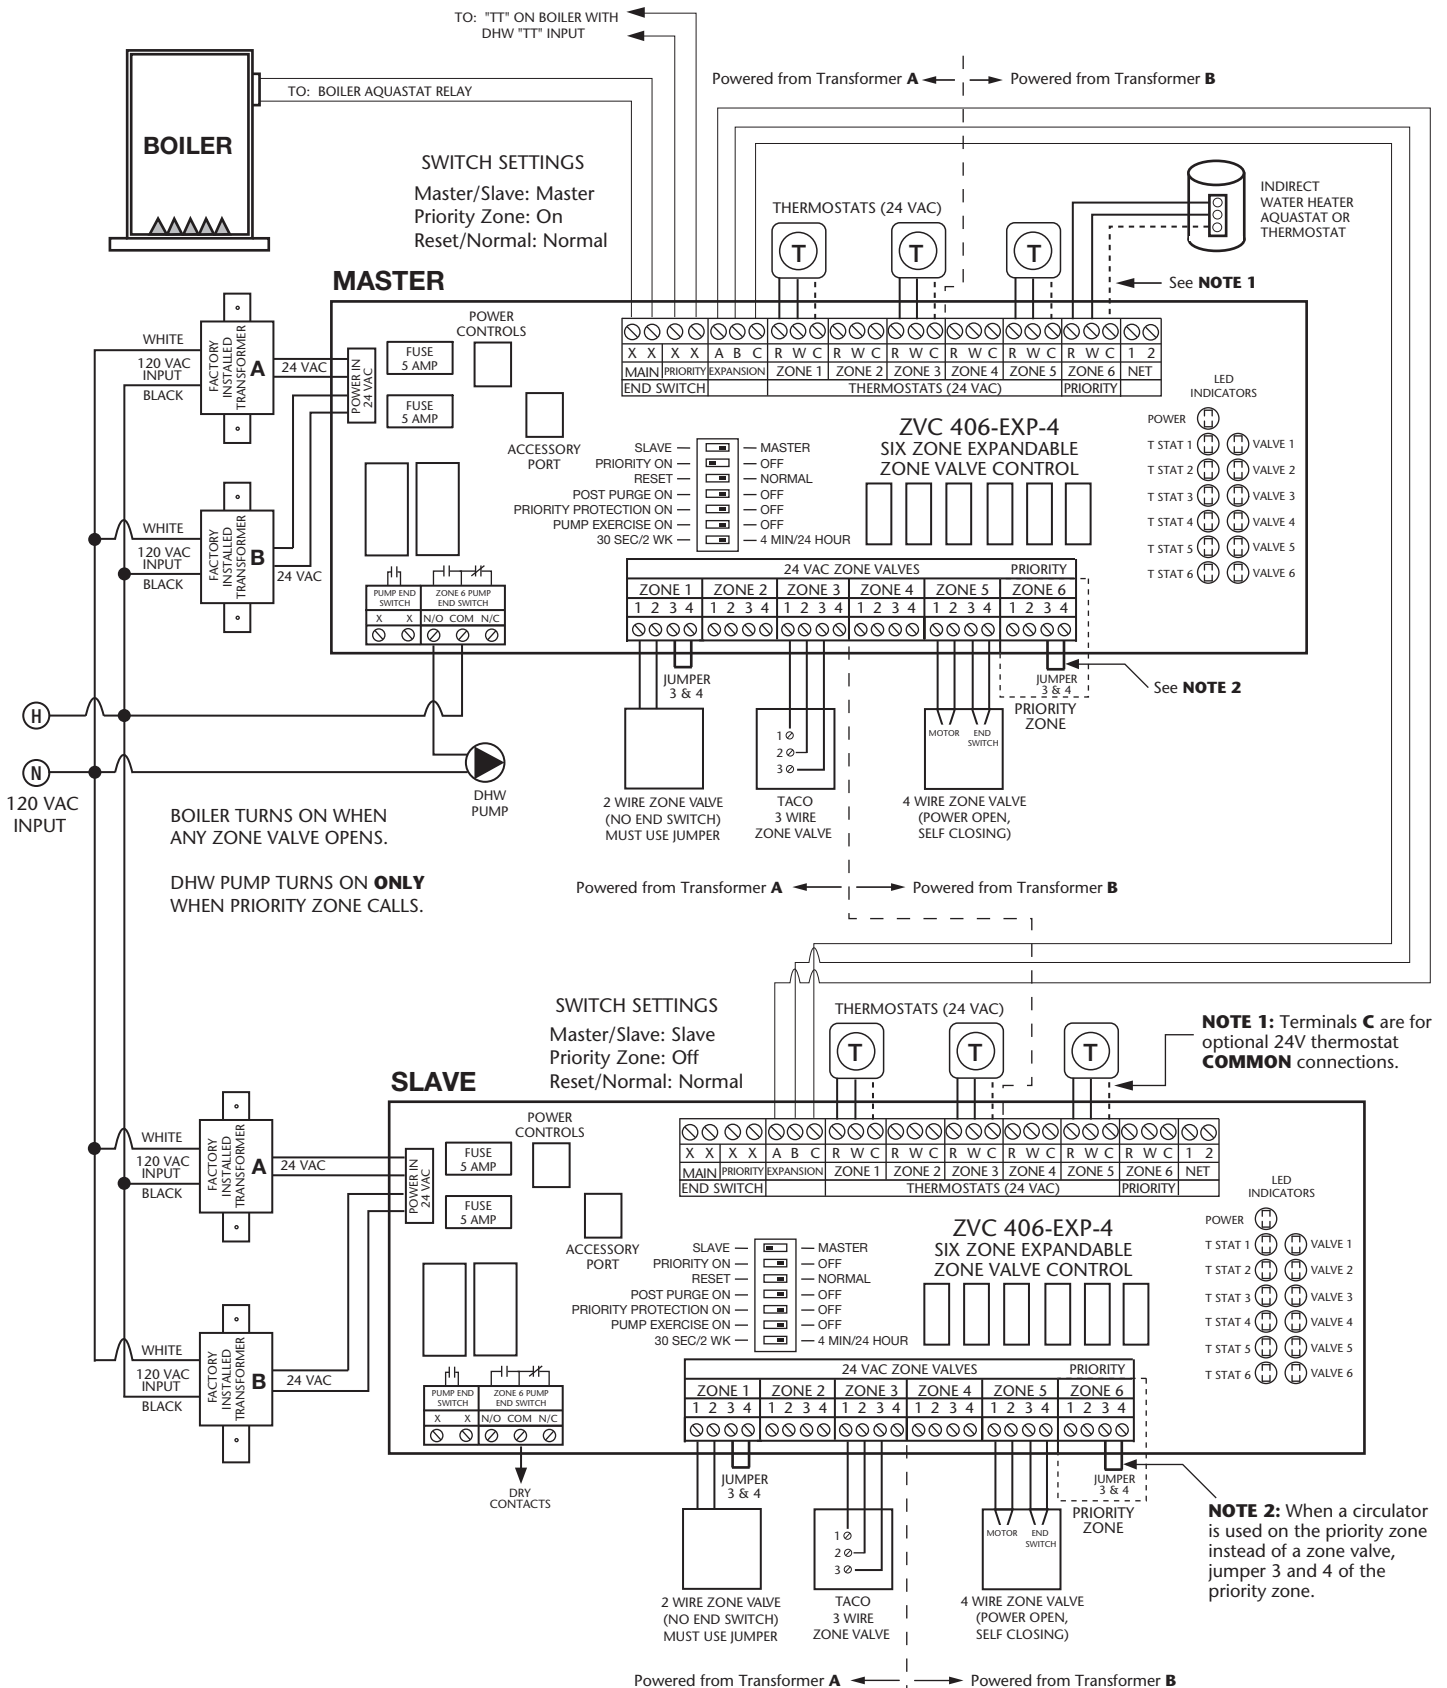 TO: "TT" ON BOILER WITH
DHW "TT" INPUT
Powered from Transformer A
Powered from Transformer B
TO: BOILER AQUASTAT RELAY
BOILER
SWITCH SETTINGS
Master/Slave: Master
Priority Zone: On
Reset/Normal: Normal
THERMOSTATS (24 VAC)
T
T
T
INDIRECT
WATER HEATER
AQUASTAT OR
THERMOSTAT
See NOTE 1
MASTER
WHITE
120 VAC
INPUT
BLACK
FACTORY
INSTALLED
TRANSFORMER
A
24 VAC
POWER IN
24 VAC
FUSE
5 AMP
FUSE
5 AMP
POWER
CONTROLS
ACCESSORY
PORT
X X X X A B C R W C R W C R W C R W C R W C R W C 1 2
MAIN PRIORITY EXPANSION ZONE 1 ZONE 2 ZONE 3 ZONE 4 ZONE 5 ZONE 6 NET
END SWITCH THERMOSTATS (24 VAC) PRIORITY
ZVC 406-EXP-4
SIX ZONE EXPANDABLE
ZONE VALVE CONTROL
SLAVE MASTER
PRIORITY ON OFF
RESET NORMAL
POST PURGE ON OFF
PRIORITY PROTECTION ON OFF
PUMP EXERCISE ON OFF
30 SEC/2 WK 4 MIN/24 HOUR
LED
INDICATORS
POWER
T STAT 1 VALVE 1
T STAT 2 VALVE 2
T STAT 3 VALVE 3
T STAT 4 VALVE 4
T STAT 5 VALVE 5
T STAT 6 VALVE 6
WHITE
120 VAC
INPUT
BLACK
FACTORY
INSTALLED
TRANSFORMER
B
24 VAC
PUMP END
SWITCH
X X
ZONE 6 PUMP
END SWITCH
N/O COM N/C
24 VAC ZONE VALVES PRIORITY
ZONE 1 ZONE 2 ZONE 3 ZONE 4 ZONE 5 ZONE 6
1 2 3 4 1 2 3 4 1 2 3 4 1 2 3 4 1 2 3 4 1 2 3 4
JUMPER
3 & 4
JUMPER
3 & 4
See NOTE 2
PRIORITY
ZONE
H
N
120 VAC
INPUT
DHW
PUMP
1
2
3
MOTOR
END
SWITCH
2 WIRE ZONE VALVE
(NO END SWITCH)
MUST USE JUMPER
TACO
3 WIRE
ZONE VALVE
4 WIRE ZONE VALVE
(POWER OPEN,
SELF CLOSING)
BOILER TURNS ON WHEN
ANY ZONE VALVE OPENS.
DHW PUMP TURNS ON ONLY
WHEN PRIORITY ZONE CALLS.
Powered from Transformer A
Powered from Transformer B
SWITCH SETTINGS
Master/Slave: Slave
Priority Zone: Off
Reset/Normal: Normal
THERMOSTATS (24 VAC)
T
T
T
NOTE 1: Terminals C are for
optional 24V thermostat
COMMON connections.
SLAVE
WHITE
120 VAC
INPUT
BLACK
FACTORY
INSTALLED
TRANSFORMER
A
24 VAC
POWER IN
24 VAC
FUSE
5 AMP
FUSE
5 AMP
POWER
CONTROLS
ACCESSORY
PORT
X X X X A B C R W C R W C R W C R W C R W C R W C 1 2
MAIN PRIORITY EXPANSION ZONE 1 ZONE 2 ZONE 3 ZONE 4 ZONE 5 ZONE 6 NET
END SWITCH THERMOSTATS (24 VAC) PRIORITY
ZVC 406-EXP-4
SIX ZONE EXPANDABLE
ZONE VALVE CONTROL
SLAVE MASTER
PRIORITY ON OFF
RESET NORMAL
POST PURGE ON OFF
PRIORITY PROTECTION ON OFF
PUMP EXERCISE ON OFF
30 SEC/2 WK 4 MIN/24 HOUR
LED
INDICATORS
POWER
T STAT 1 VALVE 1
T STAT 2 VALVE 2
T STAT 3 VALVE 3
T STAT 4 VALVE 4
T STAT 5 VALVE 5
T STAT 6 VALVE 6
WHITE
120 VAC
INPUT
BLACK
FACTORY
INSTALLED
TRANSFORMER
B
24 VAC
PUMP END
SWITCH
X X
ZONE 6 PUMP
END SWITCH
N/O COM N/C
DRY
CONTACTS
24 VAC ZONE VALVES PRIORITY
ZONE 1 ZONE 2 ZONE 3 ZONE 4 ZONE 5 ZONE 6
1 2 3 4 1 2 3 4 1 2 3 4 1 2 3 4 1 2 3 4 1 2 3 4
JUMPER
3 & 4
JUMPER
3 & 4
PRIORITY
ZONE
1
2
3
MOTOR
END
SWITCH
2 WIRE ZONE VALVE
(NO END SWITCH)
MUST USE JUMPER
TACO
3 WIRE
ZONE VALVE
4 WIRE ZONE VALVE
(POWER OPEN,
SELF CLOSING)
NOTE 2: When a circulator
is used on the priority zone
instead of a zone valve,
jumper 3 and 4 of the
priority zone.
Powered from Transformer A
Powered from Transformer B